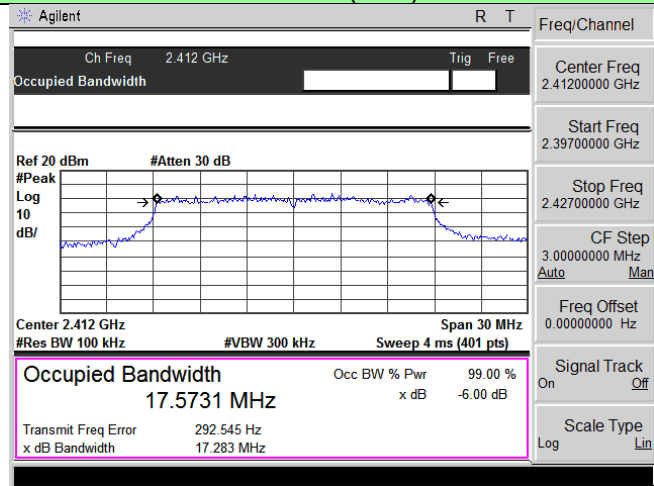 Agilent R T
Ch Freq 2.412 GHz Trig Free
Occupied Bandwidth
Ref 20 dBm #Atten 30 dB
#Peak
Log
10
dB/
Center 2.412 GHz Span 30 MHz
#Res BW 100 kHz #VBW 300 kHz Sweep 4 ms (401 pts)
Occupied Bandwidth Occ BW % Pwr 99.00 %
17.5731 MHz x dB -6.00 dB
Transmit Freq Error 292.545 Hz
x dB Bandwidth 17.283 MHz
Freq/Channel
Center Freq
2.41200000 GHz
Start Freq
2.39700000 GHz
Stop Freq
2.42700000 GHz
CF Step
3.00000000 MHz
Auto Man
Freq Offset
0.00000000 Hz
Signal Track
On Off
Scale Type
Log Lin